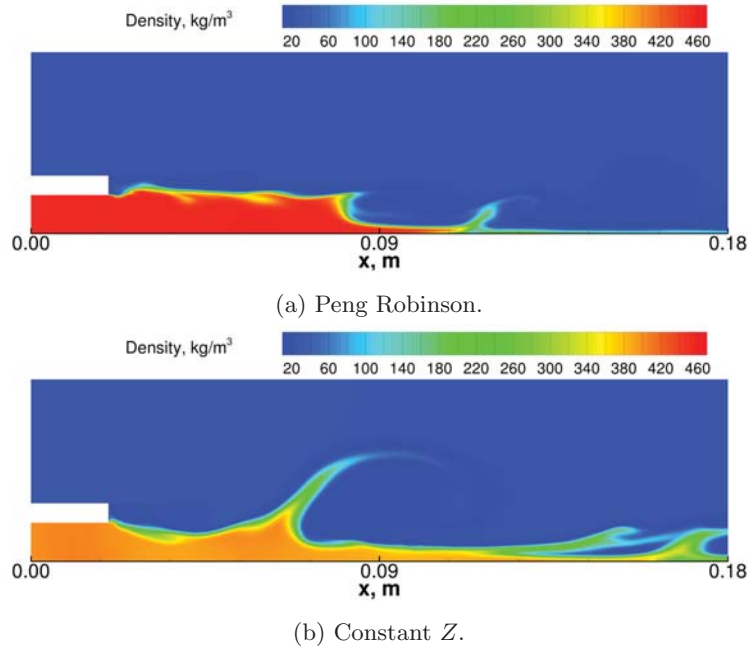 Density, kg/m³
20 60 100 140 180 220 260 300 340 380 420 460
0.00 0.09 0.18
x, m
(a) Peng Robinson.
Density, kg/m³
20 60 100 140 180 220 260 300 340 380 420 460
0.00 0.09 0.18
x, m
(b) Constant Z.